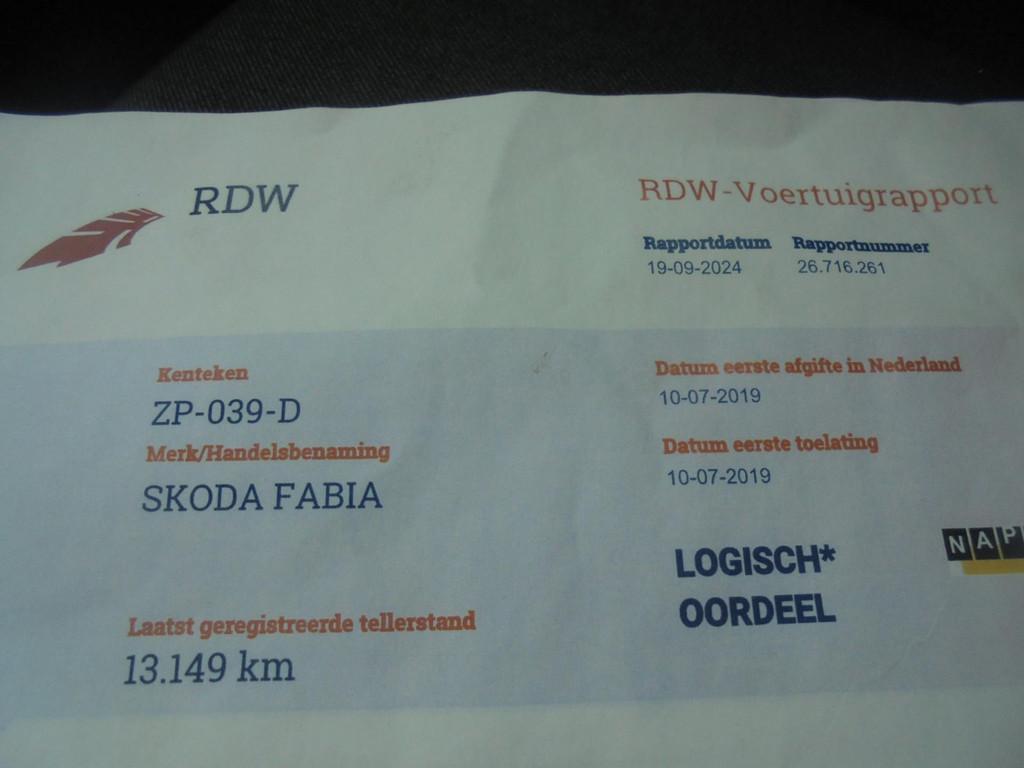 RDW
RDW-Voertuigrapport
Rapportdatum Rapportnummer
19-09-2024 26.716.261
Kenteken
ZP-039-D
Merk/Handelsbenaming
SKODA FABIA
Datum eerste afgifte in Nederland
10-07-2019
Datum eerste toelating
10-07-2019
LOGISCH*
OORDEEL
NAP
Laatst geregistreerde tellerstand
13.149 km